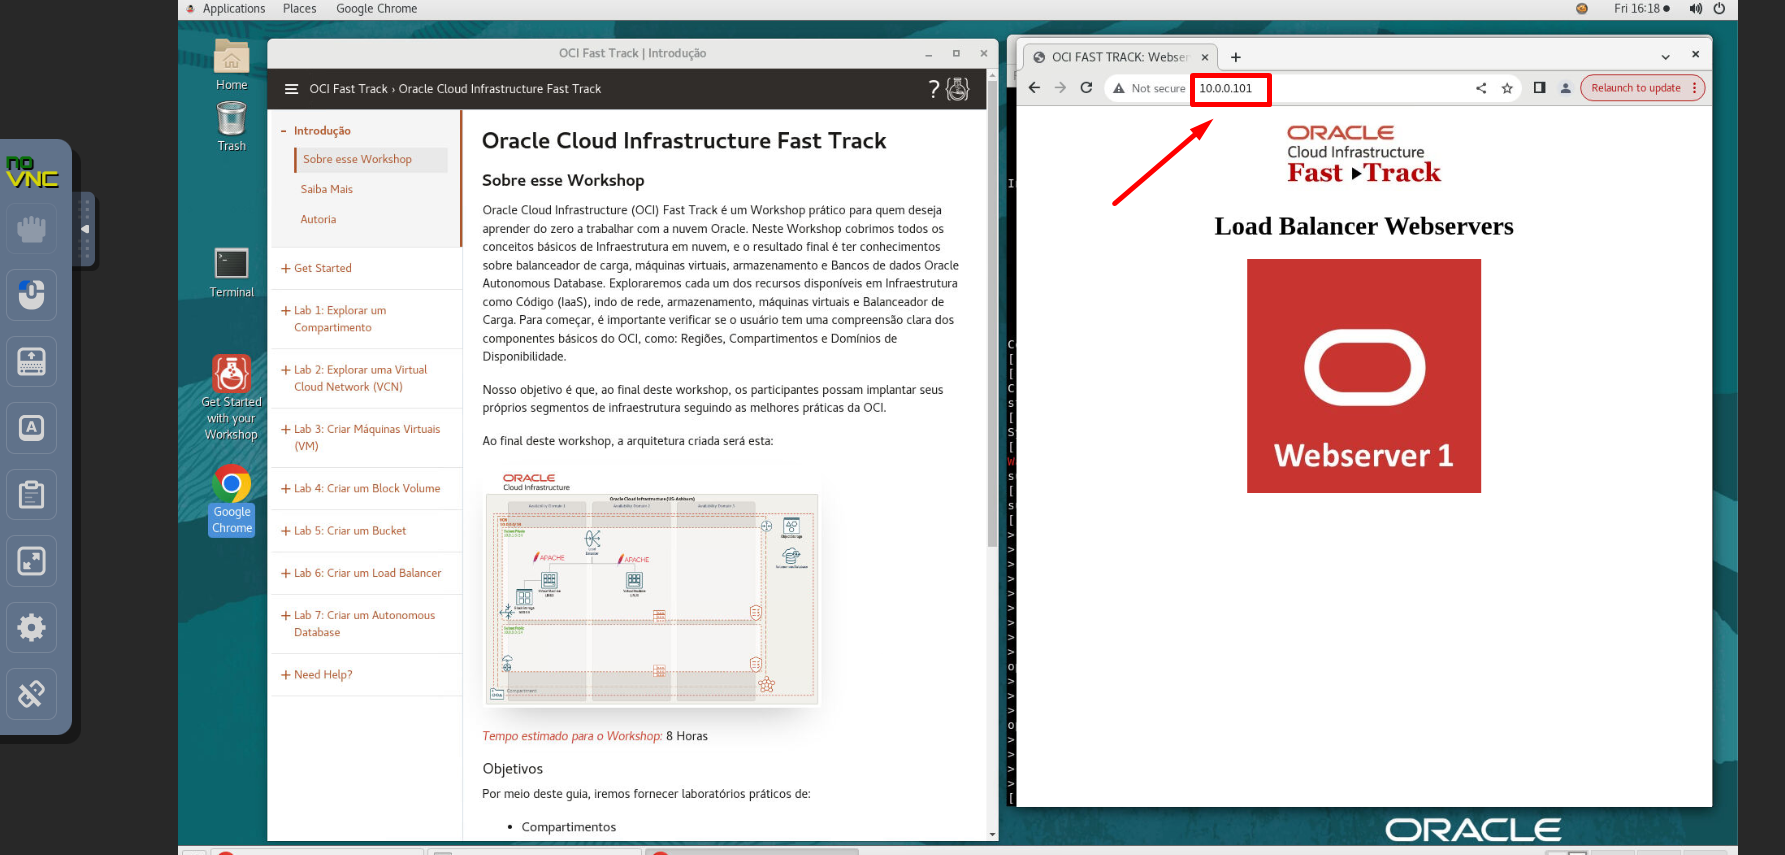 Applications Places Google Chrome
Fri 16:18
no
VNC
Home
Trash
Terminal
Get Started
with your
Workshop
Google
Chrome
OCI Fast Track | Introdução
OCI Fast Track › Oracle Cloud Infrastructure Fast Track
?
- Introdução
Sobre esse Workshop
Saiba Mais
Autoria
+ Get Started
+ Lab 1: Explorar um
Compartimento
+ Lab 2: Explorar uma Virtual
Cloud Network (VCN)
+ Lab 3: Criar Máquinas Virtuais
(VM)
+ Lab 4: Criar um Block Volume
+ Lab 5: Criar um Bucket
+ Lab 6: Criar um Load Balancer
+ Lab 7: Criar um Autonomous
Database
+ Need Help?
Oracle Cloud Infrastructure Fast Track
Sobre esse Workshop
Oracle Cloud Infrastructure (OCI) Fast Track é um Workshop prático para quem deseja
aprender do zero a trabalhar com a nuvem Oracle. Neste Workshop cobrimos todos os
conceitos básicos de Infraestrutura em nuvem, e o resultado final é ter conhecimentos
sobre balanceador de carga, máquinas virtuais, armazenamento e Bancos de dados Oracle
Autonomous Database. Exploraremos cada um dos recursos disponíveis em Infraestrutura
como Código (IaaS), indo de rede, armazenamento, máquinas virtuais e Balanceador de
Carga. Para começar, é importante verificar se o usuário tem uma compreensão clara dos
componentes básicos do OCI, como: Regiões, Compartimentos e Domínios de
Disponibilidade.
Nosso objetivo é que, ao final deste workshop, os participantes possam implantar seus
próprios segmentos de infraestrutura seguindo as melhores práticas da OCI.
Ao final deste workshop, a arquitetura criada será esta:
ORACLE
Cloud Infrastructure
APACHE
APACHE
Compartment
Tempo estimado para o Workshop: 8 Horas
Objetivos
Por meio deste guia, iremos fornecer laboratórios práticos de:
• Compartimentos
OCI FAST TRACK: Webser
Not secure 10.0.0.101
Relaunch to update
ORACLE
Cloud Infrastructure
Fast Track
Load Balancer Webservers
Webserver 1
ORACLE